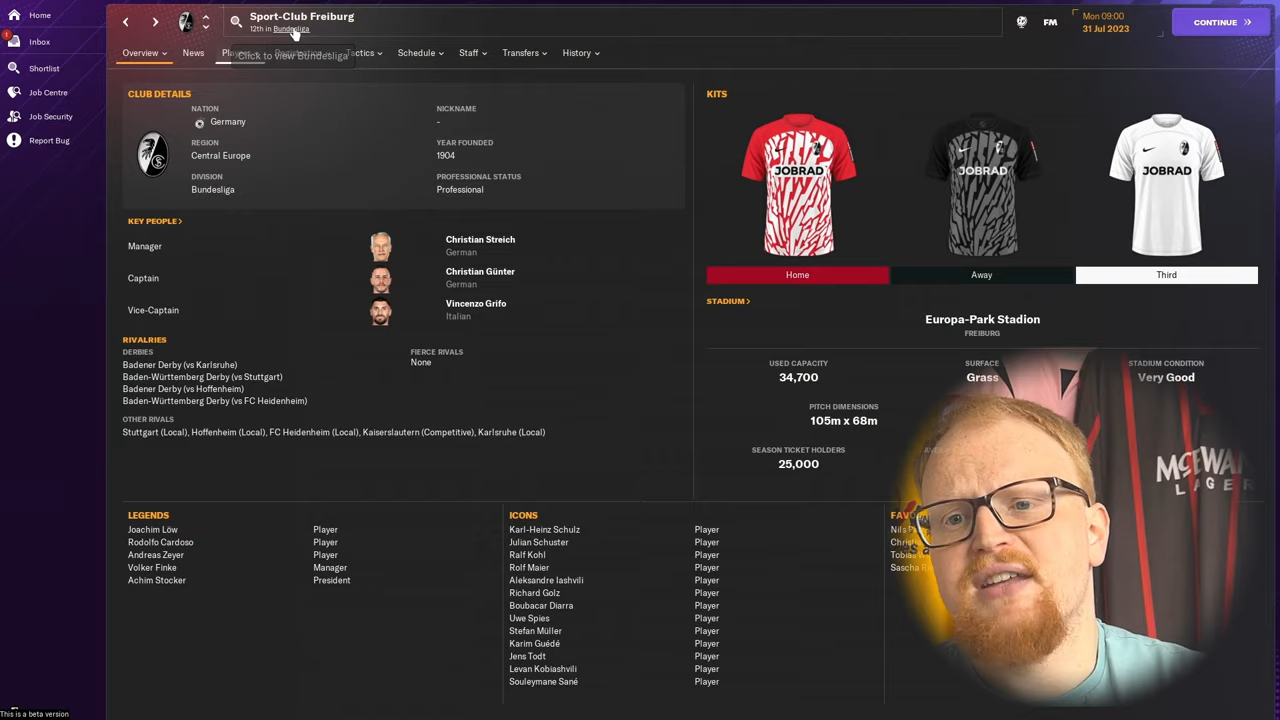 Home
1
Inbox
Shortlist
Job Centre
Job Security
Report Bug
This is a beta version
Sport-Club Freiburg
12th in Bundesliga
FM
Mon 09:00
31 Jul 2023
CONTINUE
Overview
News
Tactics
Schedule
Staff
Transfers
History
Click to view Bundesliga
CLUB DETAILS
NATION
Germany
NICKNAME
-
REGION
Central Europe
YEAR FOUNDED
1904
DIVISION
Bundesliga
PROFESSIONAL STATUS
Professional
KEY PEOPLE
Manager
Christian Streich
German
Captain
Christian Günter
German
Vice-Captain
Vincenzo Grifo
Italian
RIVALRIES
DERBIES
Badener Derby (vs Karlsruhe)
Baden-Württemberg Derby (vs Stuttgart)
Badener Derby (vs Hoffenheim)
Baden-Württemberg Derby (vs FC Heidenheim)
FIERCE RIVALS
None
OTHER RIVALS
Stuttgart (Local), Hoffenheim (Local), FC Heidenheim (Local), Kaiserslautern (Competitive), Karlsruhe (Local)
KITS
JOBRAD
JOBRAD
JOBRAD
Home
Away
Third
STADIUM
Europa-Park Stadion
FREIBURG
USED CAPACITY
34,700
SURFACE
Grass
STADIUM CONDITION
Very Good
PITCH DIMENSIONS
105m x 68m
SEASON TICKET HOLDERS
25,000
LEGENDS
Joachim Löw Player
Rodolfo Cardoso Player
Andreas Zeyer Player
Volker Finke Manager
Achim Stocker President
ICONS
Karl-Heinz Schulz Player
Julian Schuster Player
Ralf Kohl Player
Rolf Maier Player
Aleksandre Iashvili Player
Richard Golz Player
Boubacar Diarra Player
Uwe Spies Player
Stefan Müller Player
Karim Guédé Player
Jens Todt Player
Levan Kobiashvili Player
Souleymane Sané Player
Nils
Tobias
Sascha
LAGER